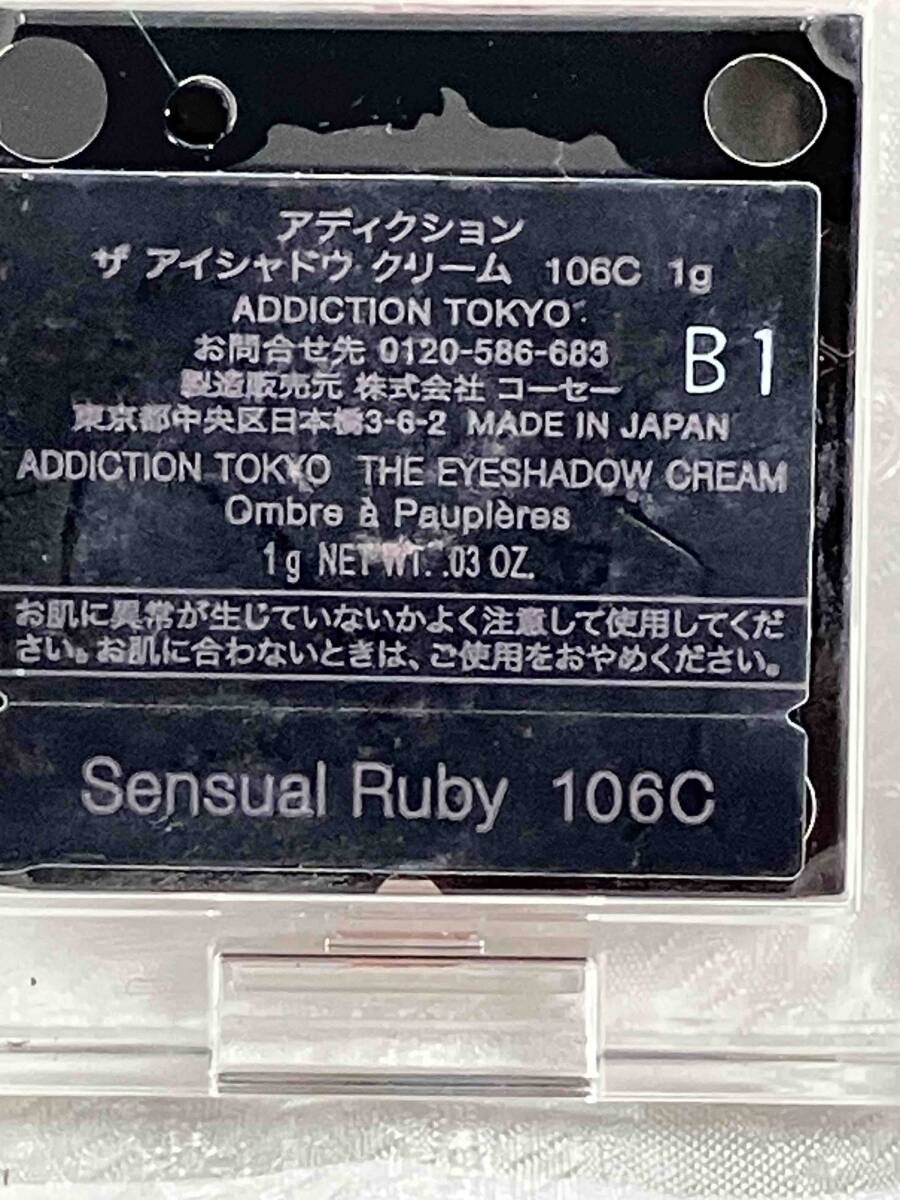 アディクション
ザ アイシャドウ クリーム 106C 1g
ADDICTION TOKYO
お問合せ先 0120-586-683
B1
製造販売元 株式会社 コーセー
東京都中央区日本橋3-6-2 MADE IN JAPAN
ADDICTION TOKYO THE EYESHADOW CREAM
Ombre à Paupières
1g NET WT. .03 OZ.
お肌に異常が生じていないかよく注意して使用してくだ
さい。お肌に合わないときは、ご使用をおやめください。
Sensual Ruby 106C